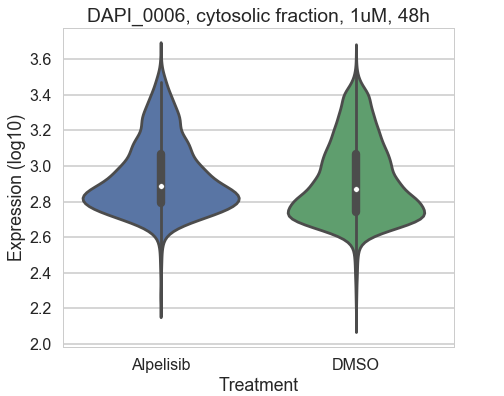 DAPI_0006, cytosolic fraction, 1uM, 48h
Expression (log10)
3.6
3.4
3.2
3.0
2.8
2.6
2.4
2.2
2.0
Alpelisib DMSO
Treatment